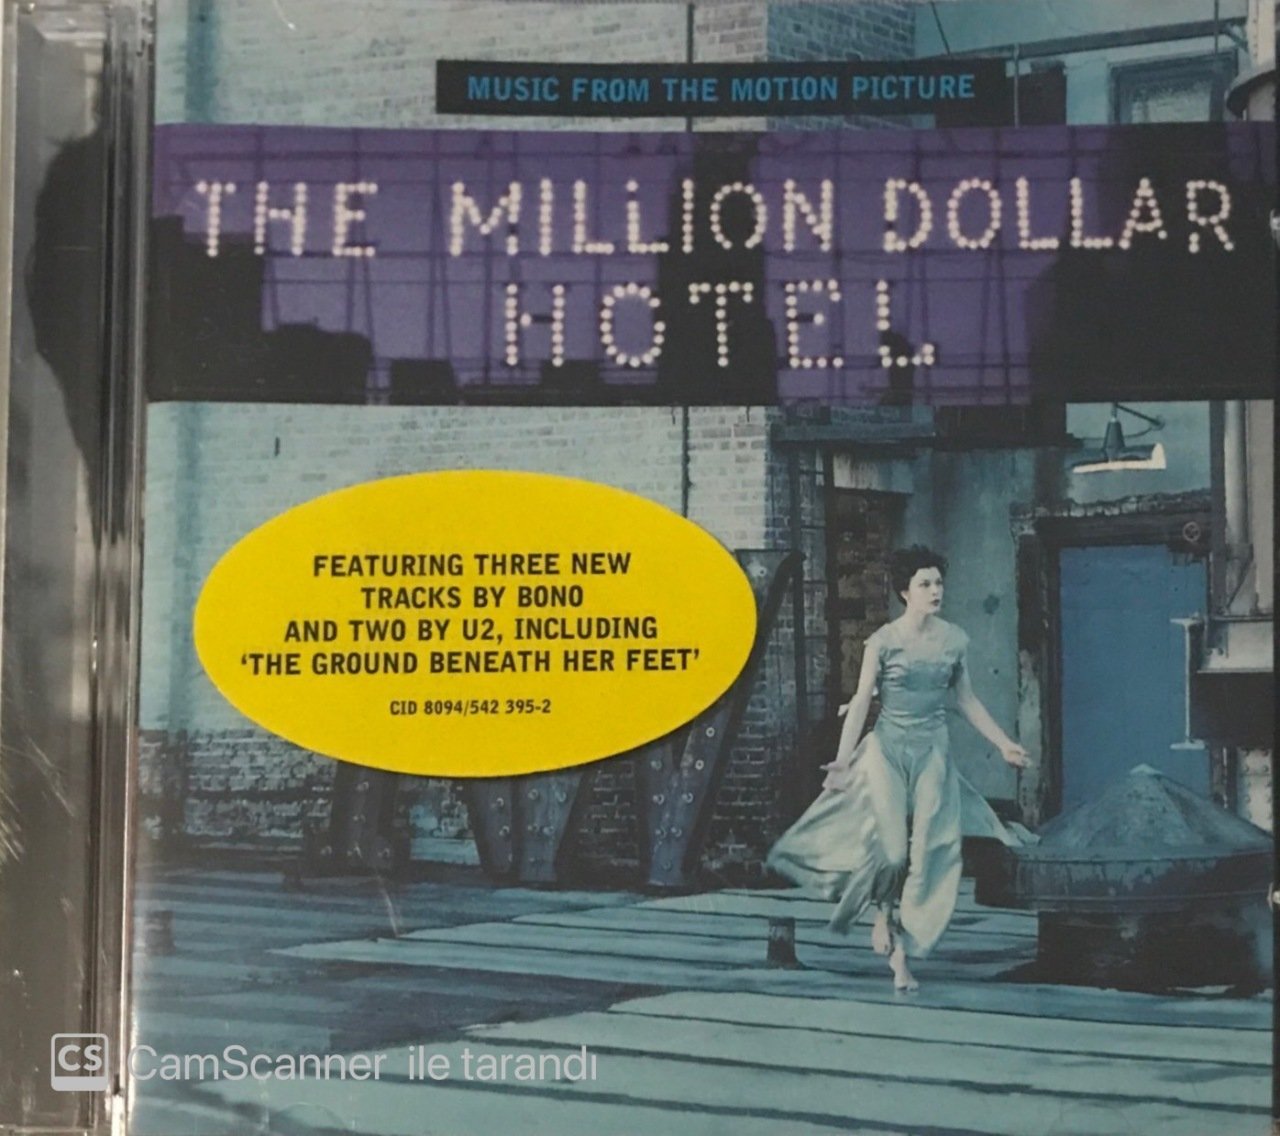 MUSIC FROM THE MOTION PICTURE
THE MILLION DOLLAR
HOTEL
FEATURING THREE NEW
TRACKS BY BONO
AND TWO BY U2, INCLUDING
‘THE GROUND BENEATH HER FEET’
CID 8094/542 395-2
CS CamScanner ile tarandı